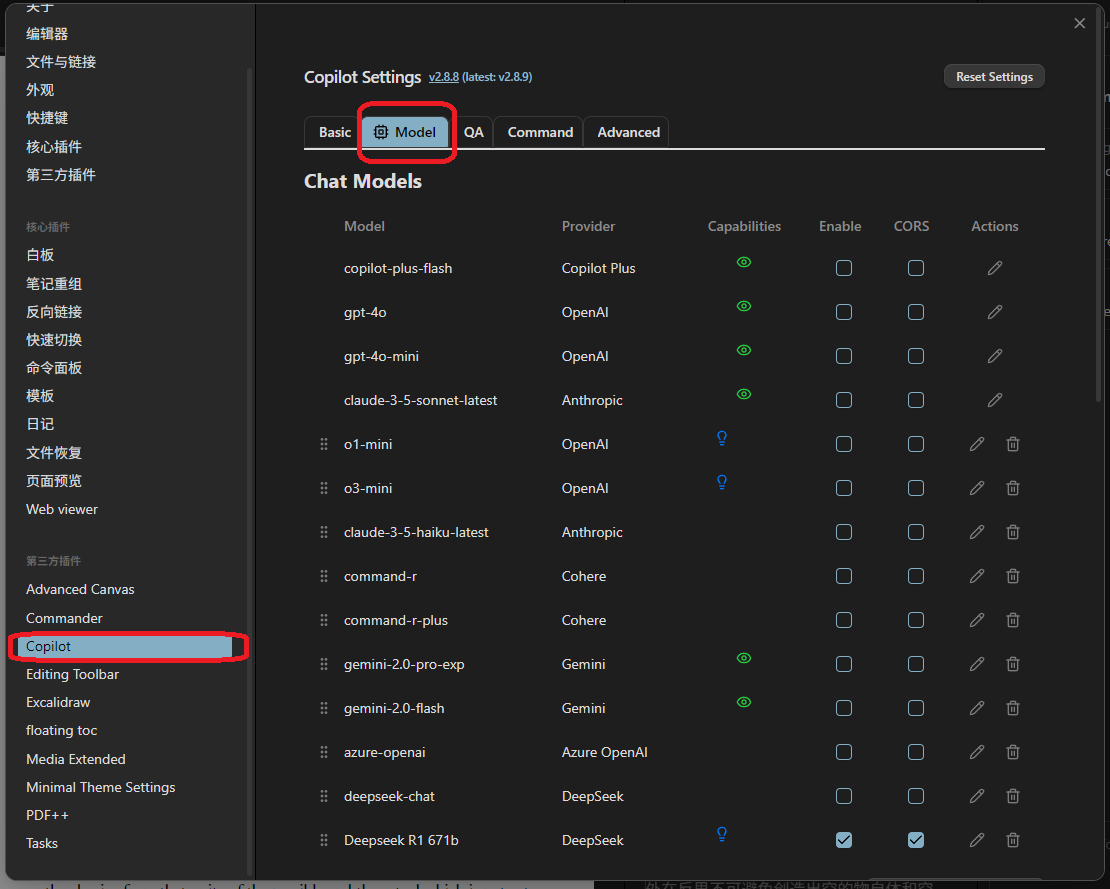 关于
编辑器
文件与链接
外观
快捷键
核心插件
第三方插件
核心插件
白板
笔记重组
反向链接
快速切换
命令面板
模板
日记
文件恢复
页面预览
Web viewer
第三方插件
Advanced Canvas
Commander
Copilot
Editing Toolbar
Excalidraw
floating toc
Media Extended
Minimal Theme Settings
PDF++
Tasks
Copilot Settings v2.8.8 (latest: v2.8.9)
Reset Settings
Basic Model QA Command Advanced
Chat Models
Model Provider Capabilities Enable CORS Actions
copilot-plus-flash Copilot Plus
gpt-4o OpenAI
gpt-4o-mini OpenAI
claude-3-5-sonnet-latest Anthropic
o1-mini OpenAI
o3-mini OpenAI
claude-3-5-haiku-latest Anthropic
command-r Cohere
command-r-plus Cohere
gemini-2.0-pro-exp Gemini
gemini-2.0-flash Gemini
azure-openai Azure OpenAI
deepseek-chat DeepSeek
Deepseek R1 671b DeepSeek